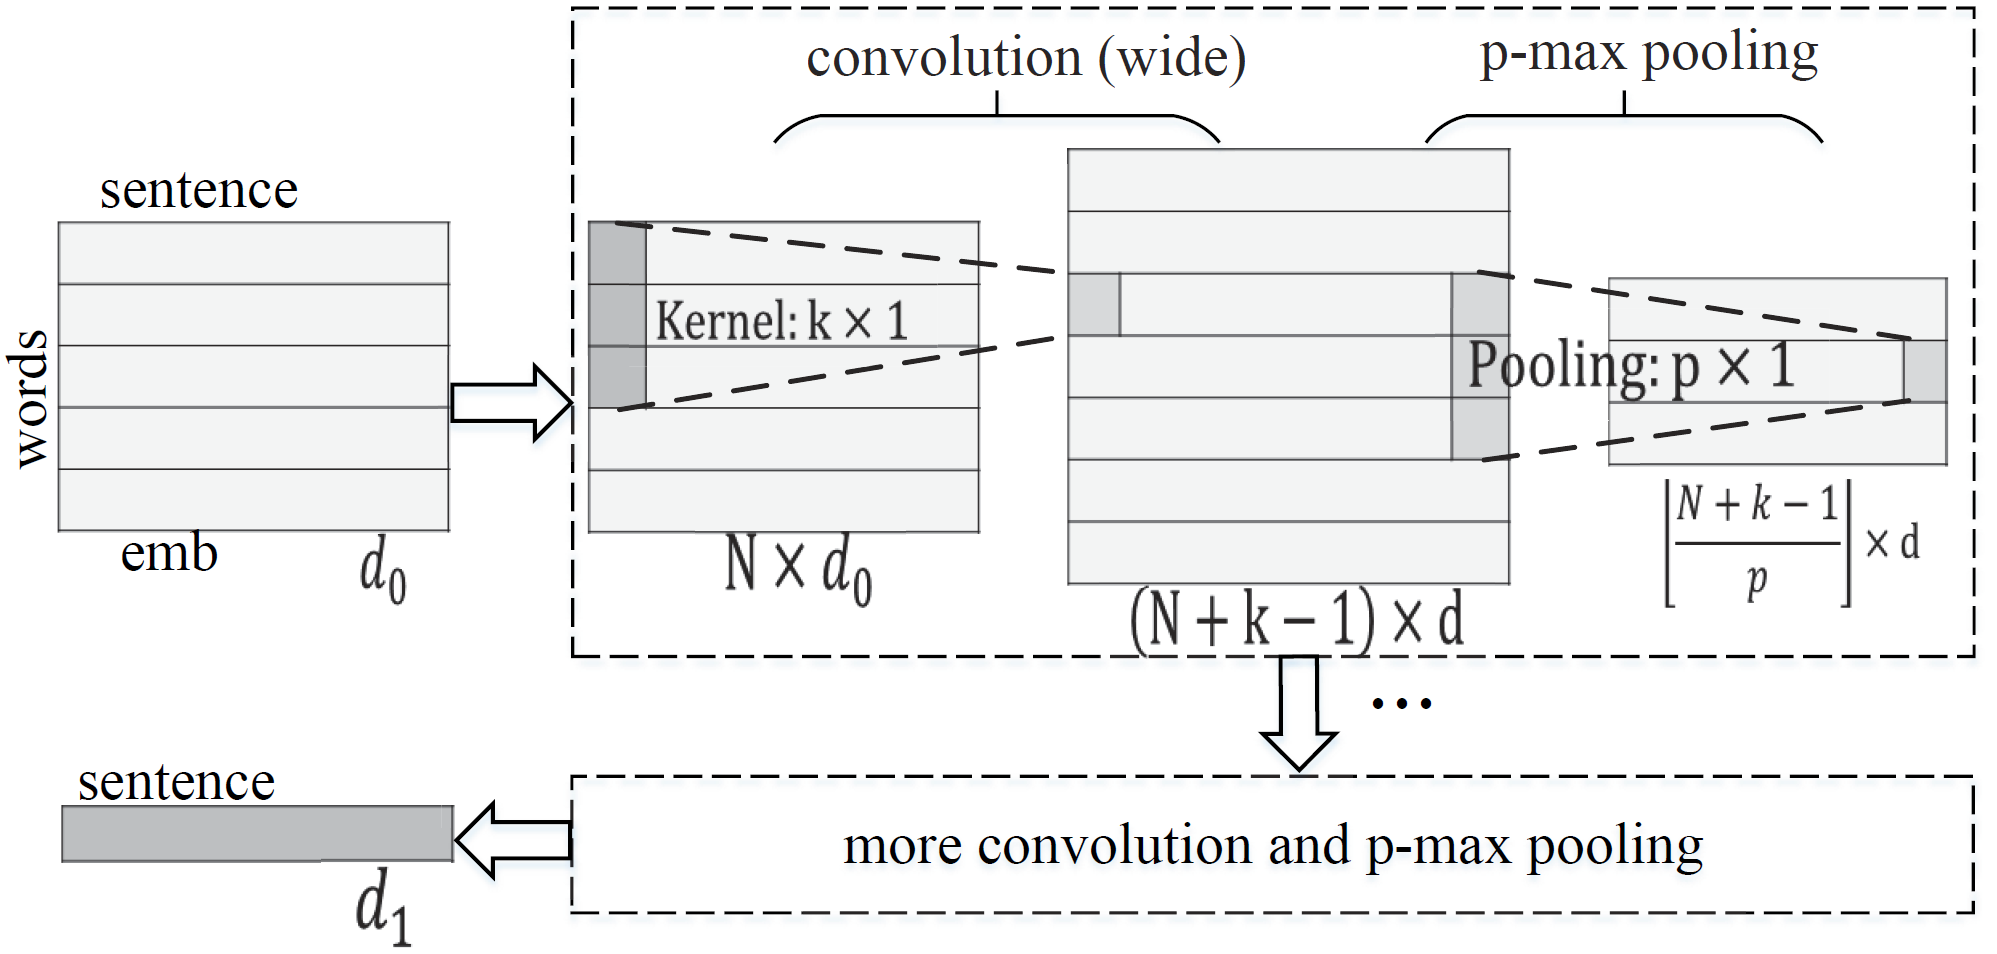 convolution (wide)
p-max pooling
sentence
words
emb
d₀
Kernel: k × 1
N × d₀
(N + k − 1) × d
Pooling: p × 1
⌊(N + k − 1) / p⌋ × d
...
more convolution and p-max pooling
sentence
d₁